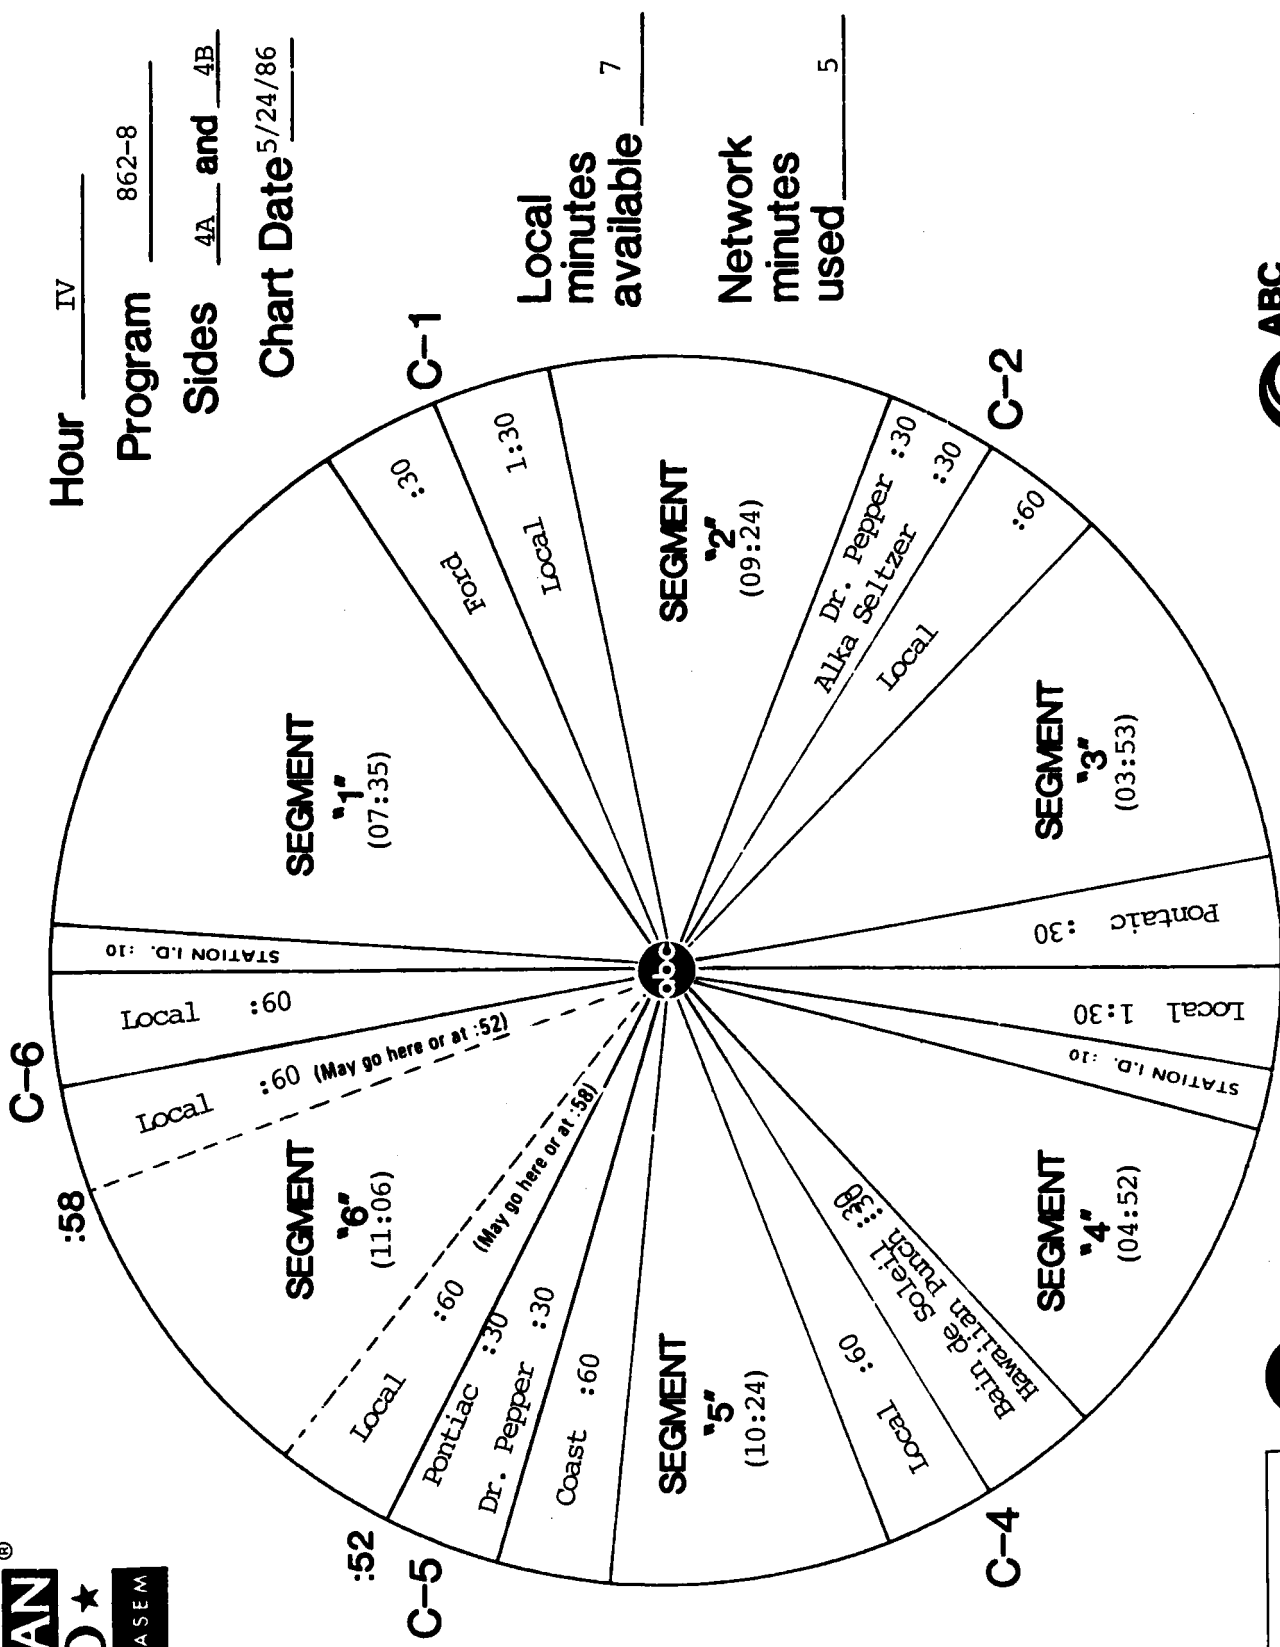 Hour IV
Program 862-8
Sides 4A and 4B
Chart Date 5/24/86
Local
minutes
available 7
Network
minutes
used 5
ABC
®
AN
ASEM
abc
SEGMENT
"1"
(07:35)
Ford :30
C-1
Local 1:30
SEGMENT
"2"
(09:24)
Dr. Pepper :30
Alka Seltzer :30
C-2
Local :60
SEGMENT
"3"
(03:53)
Pontaic :30
Local 1:30
STATION I.D. :10
SEGMENT
"4"
(04:52)
Hawaiian Punch :30
Bain de Soleil :30
C-4
Local :60
SEGMENT
"5"
(10:24)
Coast :60
Dr. Pepper :30
Pontiac :30
C-5
:52
Local :60 (May go here or at :58)
SEGMENT
"6"
(11:06)
:58
Local :60 (May go here or at :52)
C-6
Local :60
STATION I.D. :10